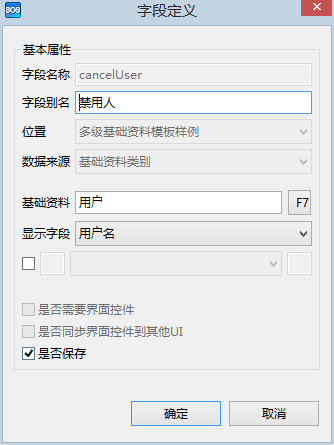 BOS 字段定义
基本属性
字段名称 cancelUser
字段别名 禁用人
位置 多级基础资料模板样例
数据来源 基础资料类别
基础资料 用户 F7
显示字段 用户名
是否需要界面控件
是否同步界面控件到其他UI
是否保存
确定 取消